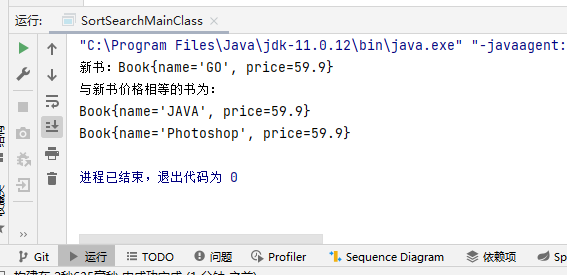 运行: SortSearchMainClass
"C:\Program Files\Java\jdk-11.0.12\bin\java.exe" "-javaagent:
新书：Book{name='GO', price=59.9}
与新书价格相等的书为：
Book{name='JAVA', price=59.9}
Book{name='Photoshop', price=59.9}
进程已结束，退出代码为 0
Git 运行 TODO 问题 Profiler Sequence Diagram 依赖项 Sp